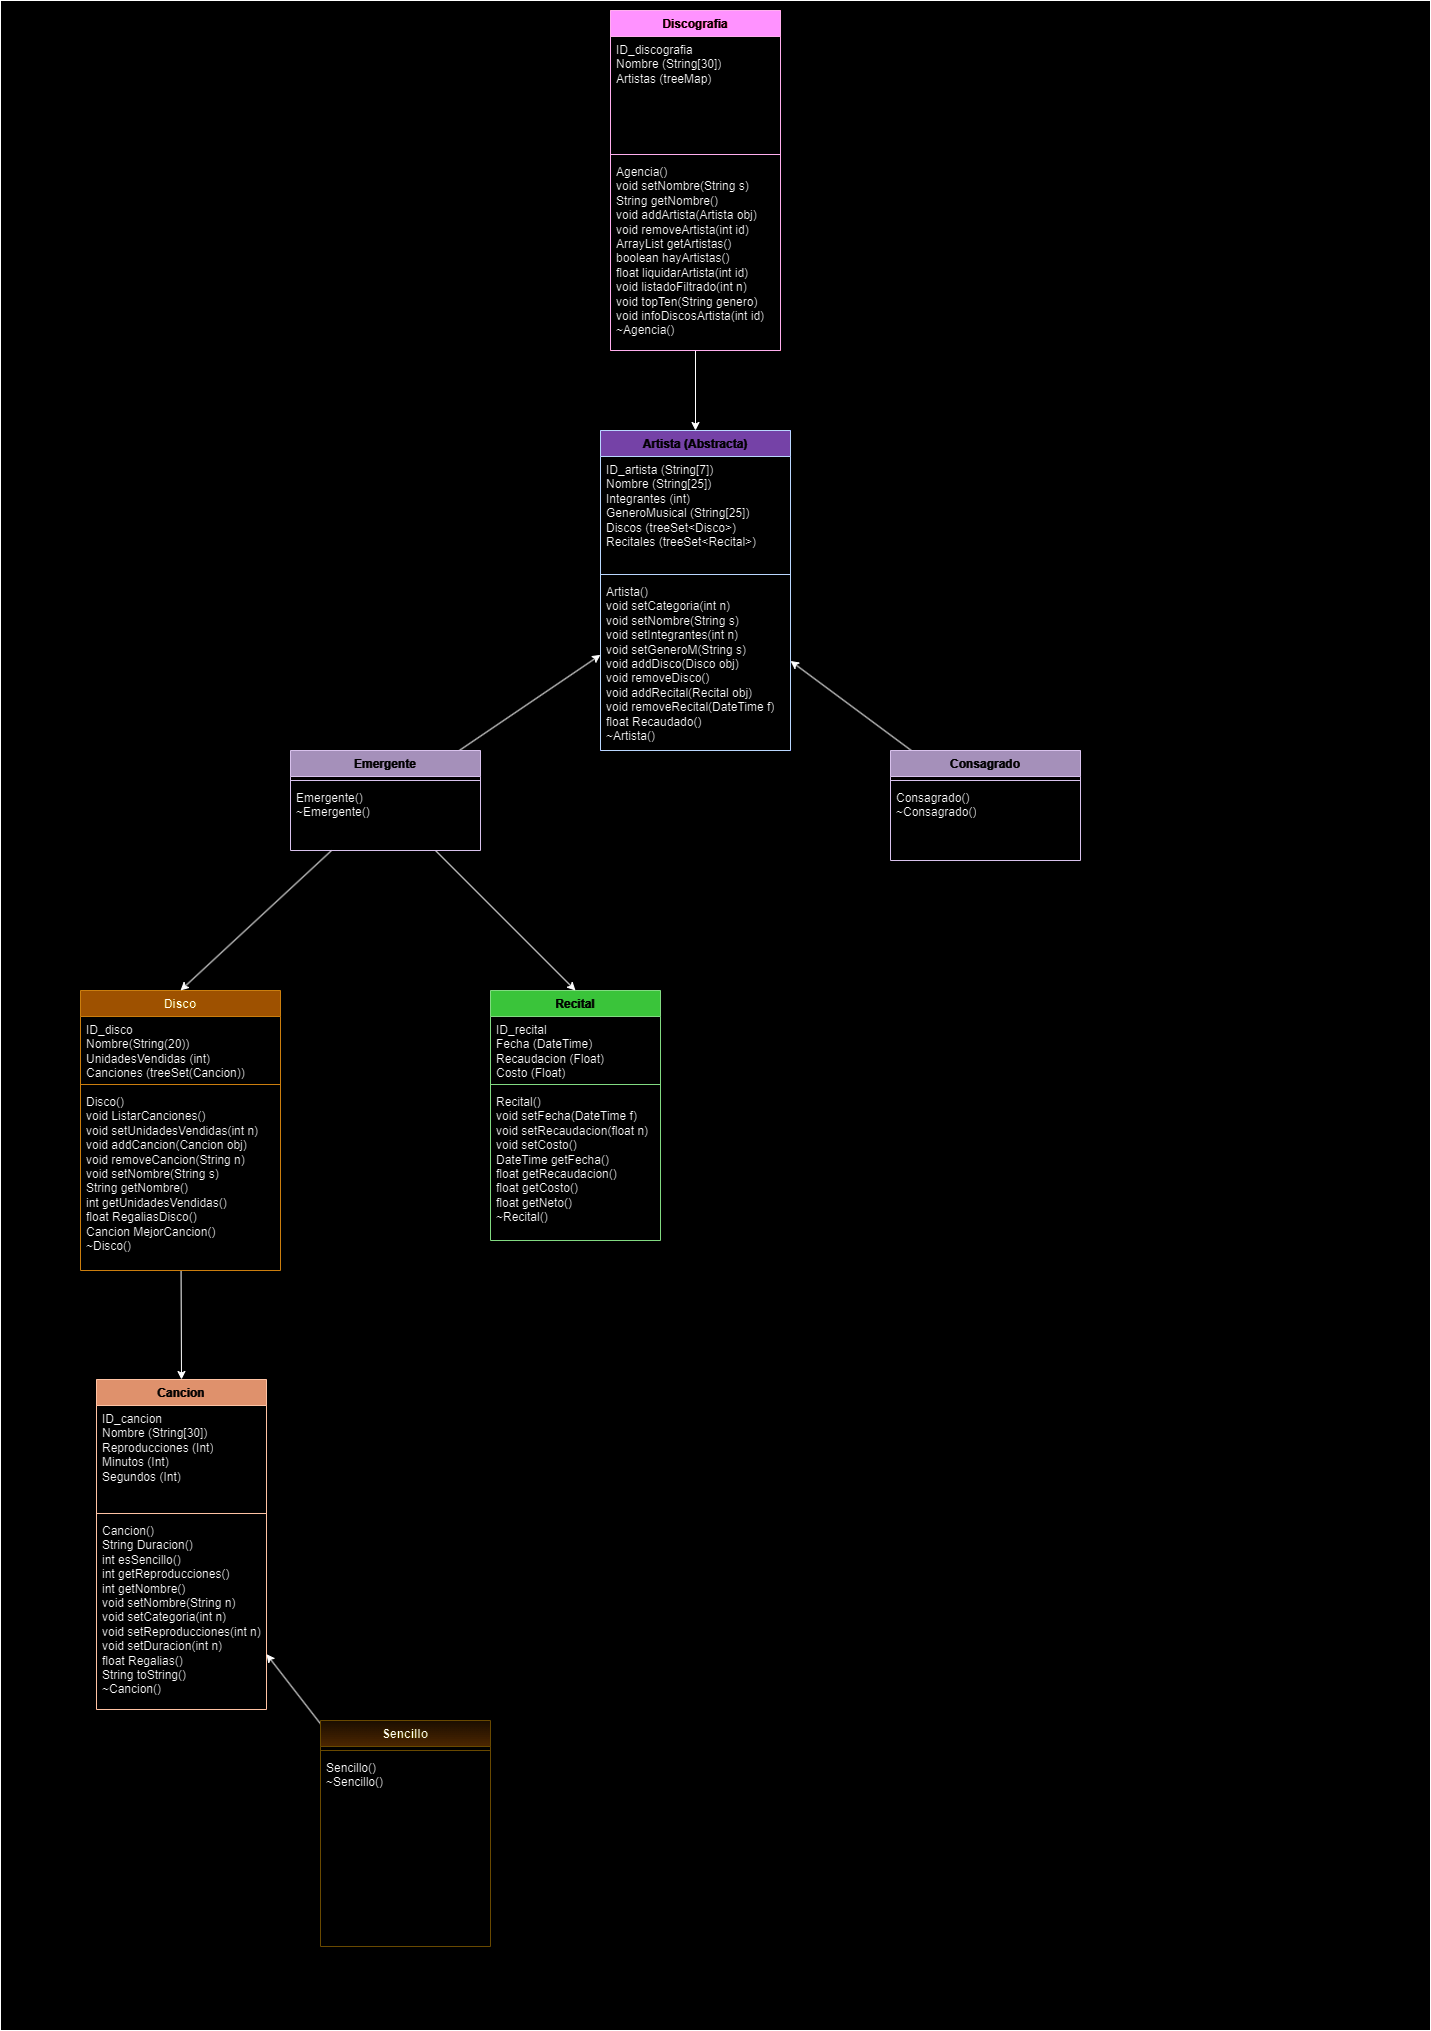 Discografia
ID_discografia
Nombre (String[30])
Artistas (treeMap)
Agencia()
void setNombre(String s)
String getNombre()
void addArtista(Artista obj)
void removeArtista(int id)
ArrayList getArtistas()
boolean hayArtistas()
float liquidarArtista(int id)
void listadoFiltrado(int n)
void topTen(String genero)
void infoDiscosArtista(int id)
~Agencia()
Artista (Abstracta)
ID_artista (String[7])
Nombre (String[25])
Integrantes (int)
GeneroMusical (String[25])
Discos (treeSet<Disco>)
Recitales (treeSet<Recital>)
Artista()
void setCategoria(int n)
void setNombre(String s)
void setIntegrantes(int n)
void setGeneroM(String s)
void addDisco(Disco obj)
void removeDisco()
void addRecital(Recital obj)
void removeRecital(DateTime f)
float Recaudado()
~Artista()
Emergente
Emergente()
~Emergente()
Consagrado
Consagrado()
~Consagrado()
Disco
ID_disco
Nombre(String(20))
UnidadesVendidas (int)
Canciones (treeSet(Cancion))
Disco()
void ListarCanciones()
void setUnidadesVendidas(int n)
void addCancion(Cancion obj)
void removeCancion(String n)
void setNombre(String s)
String getNombre()
int getUnidadesVendidas()
float RegaliasDisco()
Cancion MejorCancion()
~Disco()
Recital
ID_recital
Fecha (DateTime)
Recaudacion (Float)
Costo (Float)
Recital()
void setFecha(DateTime f)
void setRecaudacion(float n)
void setCosto()
DateTime getFecha()
float getRecaudacion()
float getCosto()
float getNeto()
~Recital()
Cancion
ID_cancion
Nombre (String[30])
Reproducciones (Int)
Minutos (Int)
Segundos (Int)
Cancion()
String Duracion()
int esSencillo()
int getReproducciones()
int getNombre()
void setNombre(String n)
void setCategoria(int n)
void setReproducciones(int n)
void setDuracion(int n)
float Regalias()
String toString()
~Cancion()
Sencillo
Sencillo()
~Sencillo()